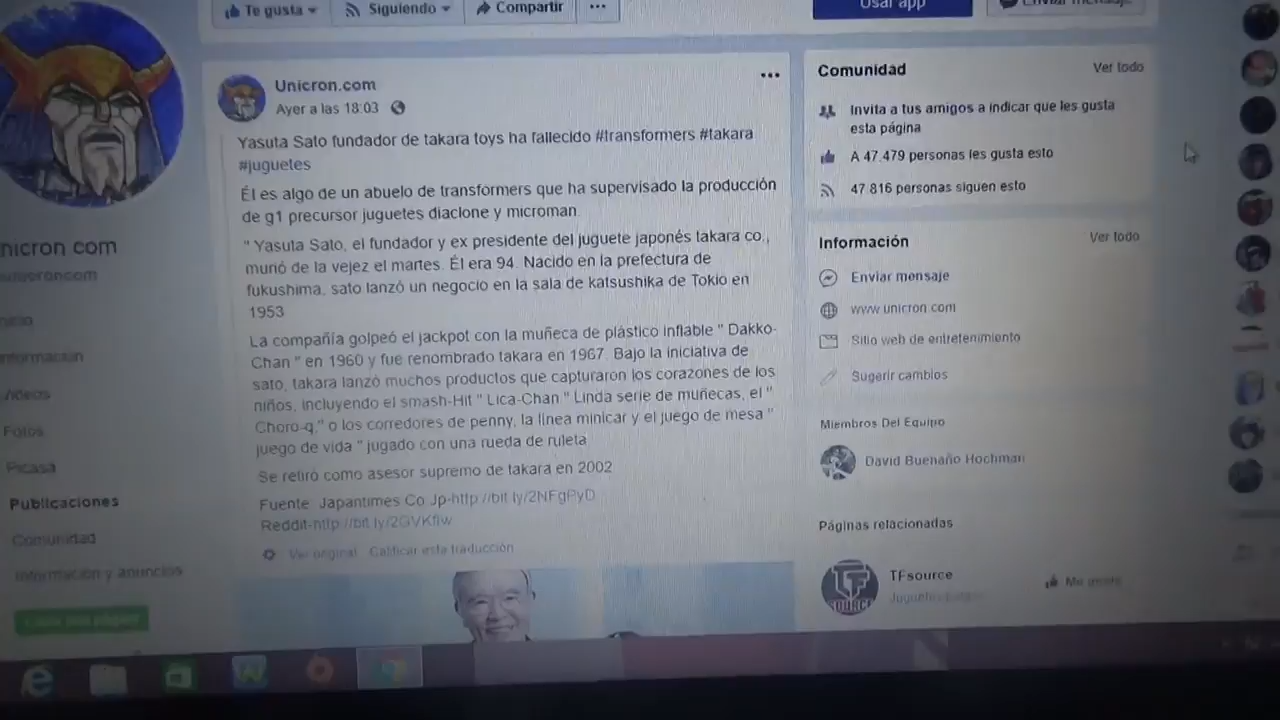 Te gusta
Siguiendo
Compartir
Usar app
Unicron.com
Ayer a las 18:03
Yasuta Sato fundador de takara toys ha fallecido #transformers #takara
#juguetes
Él es algo de un abuelo de transformers que ha supervisado la producción
de g1 precursor juguetes diaclone y microman.
" Yasuta Sato, el fundador y ex presidente del juguete japonés takara co.,
murió de la vejez el martes. Él era 94. Nacido en la prefectura de
fukushima, sato lanzó un negocio en la sala de katsushika de Tokio en
1953
La compañía golpeó el jackpot con la muñeca de plástico inflable " Dakko-
Chan " en 1960 y fue renombrado takara en 1967. Bajo la iniciativa de
sato, takara lanzó muchos productos que capturaron los corazones de los
niños, incluyendo el smash-Hit " Lica-Chan " Linda serie de muñecas, el "
Choro-q," o los corredores de penny, la línea minicar y el juego de mesa "
juego de vida " jugado con una rueda de ruleta
Se retiró como asesor supremo de takara en 2002
Fuente Japantimes Co Jp-http //bit ly/2NFgPyD
Reddit-http //bit ly/2GVKfIw
Ver original Calificar esta traducción
Comunidad
Ver todo
Invita a tus amigos a indicar que les gusta
esta página
A 47.479 personas les gusta esto
47 816 personas siguen esto
Información
Ver todo
Enviar mensaje
www unicron com
Sitio web de entretenimiento
Sugerir cambios
Miembros Del Equipo
David Buenaño Hochman
Páginas relacionadas
TFsource
Me gusta
TF
SOURCE
nicron com
Videos
Fotos
Picasa
Publicaciones
Comunidad
Información y anuncios